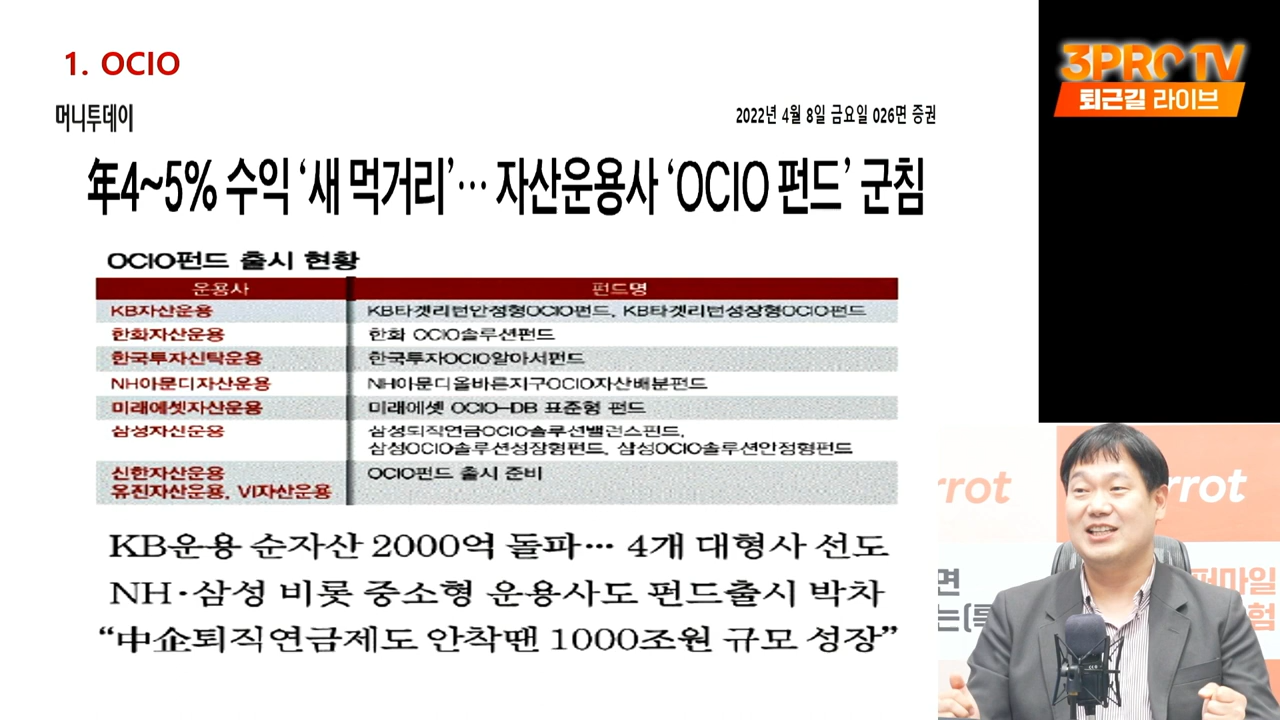 1. OCIO
머니투데이
2022년 4월 8일 금요일 026면 증권
年4~5% 수익 ‘새 먹거리’… 자산운용사 ‘OCIO 펀드’ 군침
OCIO펀드 출시 현황
운용사 펀드명
KB자산운용 KB타겟리턴안정형OCIO펀드, KB타겟리턴성장형OCIO펀드
한화자산운용 한화 OCIO솔루션펀드
한국투자신탁운용 한국투자OCIO알아서펀드
NH아문디자산운용 NH아문디올바른지구OCIO자산배분펀드
미래에셋자산운용 미래에셋 OCIO-DB 표준형 펀드
삼성자산운용 삼성퇴직연금OCIO솔루션밸런스펀드,
삼성OCIO솔루션성장형펀드, 삼성OCIO솔루션안정형펀드
신한자산운용 OCIO펀드 출시 준비
유진자산운용, VI자산운용
KB운용 순자산 2000억 돌파… 4개 대형사 선도
NH·삼성 비롯 중소형 운용사도 펀드출시 박차
“中企퇴직연금제도 안착땐 1000조원 규모 성장”
3PRO TV
퇴근길 라이브
rrot
rrot
면
는(특
퍼마일
험